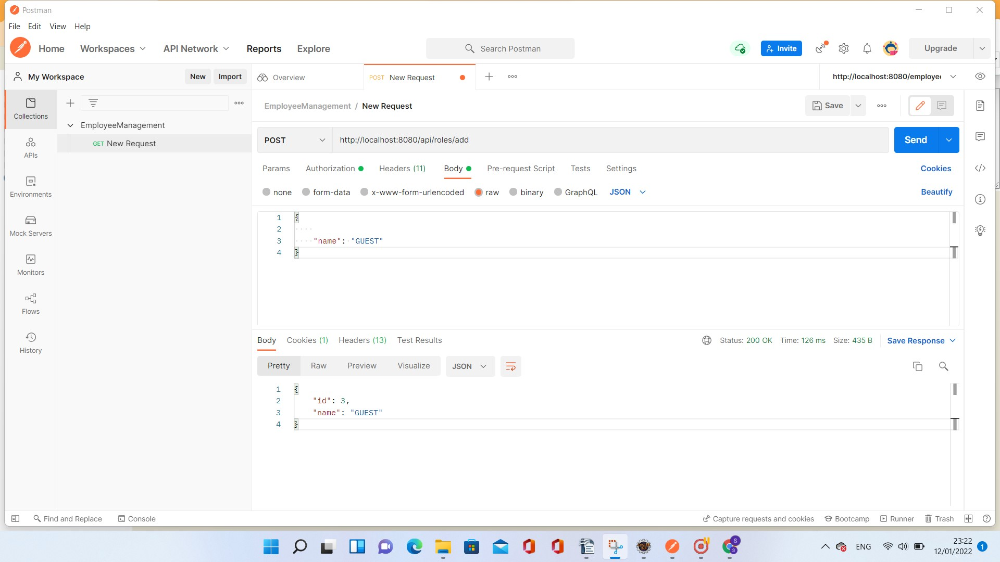 Postman
File Edit View Help
Home Workspaces API Network Reports Explore Search Postman Invite Upgrade
My Workspace New Import Overview POST New Request http://localhost:8080/employee
Collections
EmployeeManagement / New Request Save
EmployeeManagement
GET New Request
POST http://localhost:8080/api/roles/add Send
APIs
Params Authorization Headers (11) Body Pre-request Script Tests Settings Cookies
Environments
none form-data x-www-form-urlencoded raw binary GraphQL JSON Beautify
Mock Servers
1 {
2
3 "name": "GUEST"
4 }
Monitors
Flows
History
Body Cookies (1) Headers (13) Test Results Status: 200 OK Time: 126 ms Size: 435 B Save Response
Pretty Raw Preview Visualize JSON
1 {
2 "id": 3,
3 "name": "GUEST"
4 }
Find and Replace Console Capture requests and cookies Bootcamp Runner Trash
ENG 23:22
12/01/2022 1